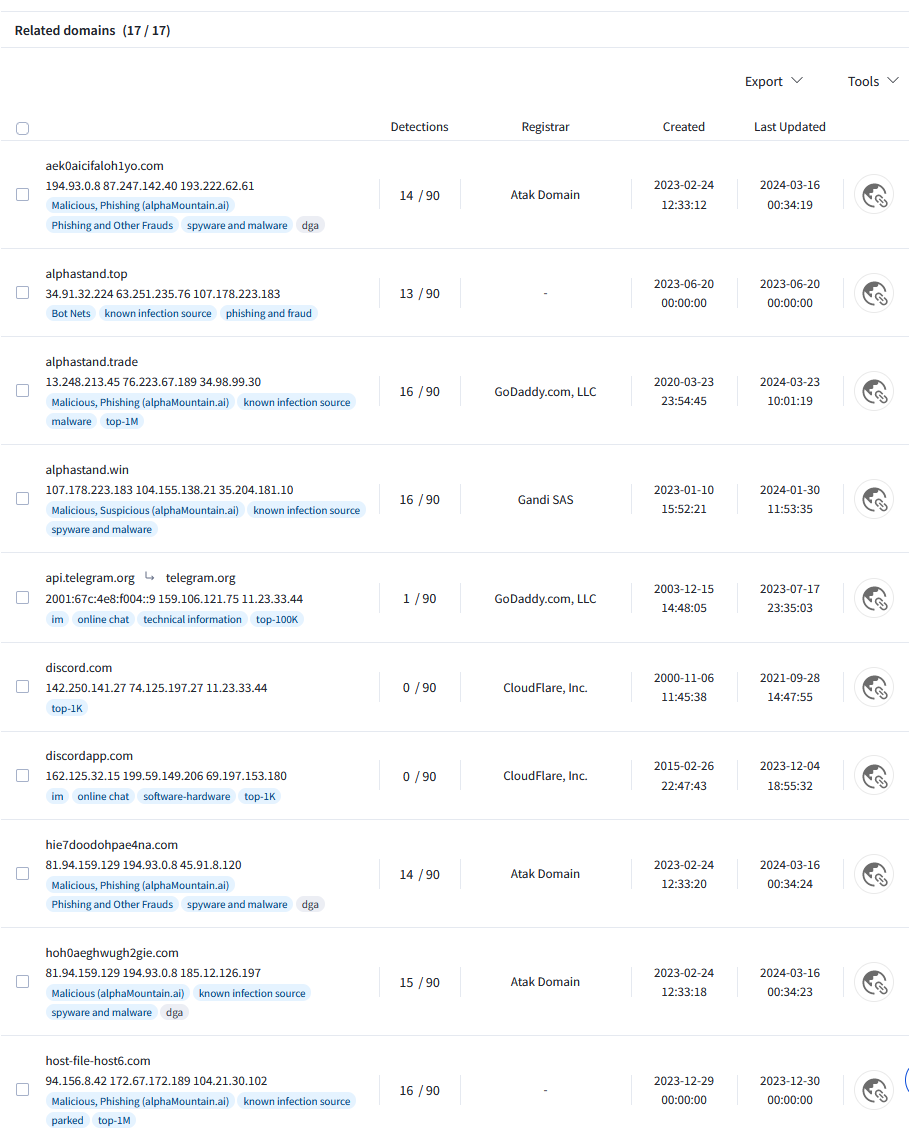 Related domains (17 / 17)
Export Tools
Detections Registrar Created Last Updated
aek0aicifaloh1yo.com
194.93.0.8 87.247.142.40 193.222.62.61
Malicious, Phishing (alphaMountain.ai)
Phishing and Other Frauds spyware and malware dga
14 / 90 Atak Domain 2023-02-24 2024-03-16
12:33:12 00:34:19
alphastand.top
34.91.32.224 63.251.235.76 107.178.223.183
Bot Nets known infection source phishing and fraud
13 / 90 - 2023-06-20 2023-06-20
00:00:00 00:00:00
alphastand.trade
13.248.213.45 76.223.67.189 34.98.99.30
Malicious, Phishing (alphaMountain.ai) known infection source
malware top-1M
16 / 90 GoDaddy.com, LLC 2020-03-23 2024-03-23
23:54:45 10:01:19
alphastand.win
107.178.223.183 104.155.138.21 35.204.181.10
Malicious, Suspicious (alphaMountain.ai) known infection source
spyware and malware
16 / 90 Gandi SAS 2023-01-10 2024-01-30
15:52:21 11:53:35
api.telegram.org ↳ telegram.org
2001:67c:4e8:f004::9 159.106.121.75 11.23.33.44
im online chat technical information top-100K
1 / 90 GoDaddy.com, LLC 2003-12-15 2023-07-17
14:48:05 23:35:03
discord.com
142.250.141.27 74.125.197.27 11.23.33.44
top-1K
0 / 90 CloudFlare, Inc. 2000-11-06 2021-09-28
11:45:38 14:47:55
discordapp.com
162.125.32.15 199.59.149.206 69.197.153.180
im online chat software-hardware top-1K
0 / 90 CloudFlare, Inc. 2015-02-26 2023-12-04
22:47:43 18:55:32
hie7doodohpae4na.com
81.94.159.129 194.93.0.8 45.91.8.120
Malicious, Phishing (alphaMountain.ai)
Phishing and Other Frauds spyware and malware dga
14 / 90 Atak Domain 2023-02-24 2024-03-16
12:33:20 00:34:24
hoh0aeghwugh2gie.com
81.94.159.129 194.93.0.8 185.12.126.197
Malicious (alphaMountain.ai) known infection source
spyware and malware dga
15 / 90 Atak Domain 2023-02-24 2024-03-16
12:33:18 00:34:23
host-file-host6.com
94.156.8.42 172.67.172.189 104.21.30.102
Malicious, Phishing (alphaMountain.ai) known infection source
parked top-1M
16 / 90 - 2023-12-29 2023-12-30
00:00:00 00:00:00